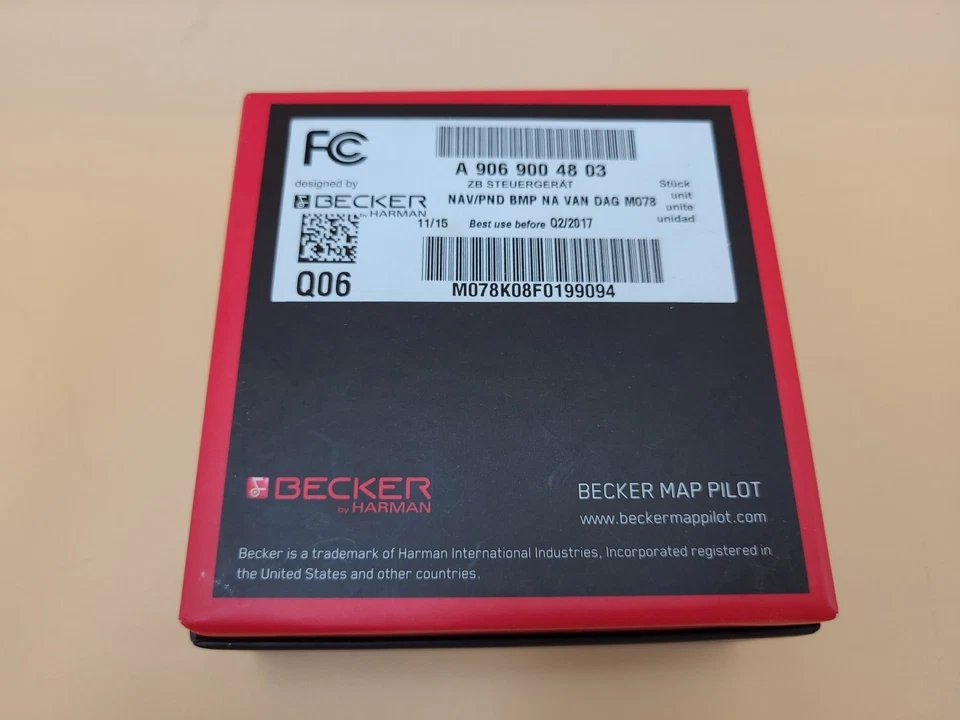 FC
A 906 900 48 03
ZB STEUERGERÄT
NAV/PND BMP NA VAN DAG M078
Stück
unit
unite
unidad
designed by
BECKER
by HARMAN
11/15 Best use before Q2/2017
Q06
M078K08F0199094
BECKER
by HARMAN
BECKER MAP PILOT
www.beckermappilot.com
Becker is a trademark of Harman International Industries, Incorporated registered in
the United States and other countries.